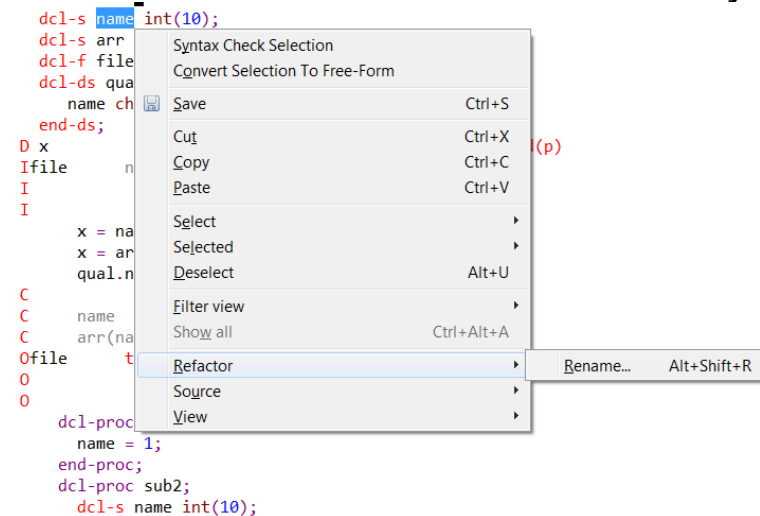 dcl-s name int(10);
dcl-s arr
dcl-f file
dcl-ds qua
name ch
end-ds;
D x (p)
Ifile n
I
I
x = na
x = ar
qual.n
C
C name
C arr(na
Ofile t
O
O
dcl-proc
name = 1;
end-proc;
dcl-proc sub2;
dcl-s name int(10);
Syntax Check Selection
Convert Selection To Free-Form
Save Ctrl+S
Cut Ctrl+X
Copy Ctrl+C
Paste Ctrl+V
Select
Selected
Deselect Alt+U
Filter view
Show all Ctrl+Alt+A
Refactor
Source
View
Rename... Alt+Shift+R